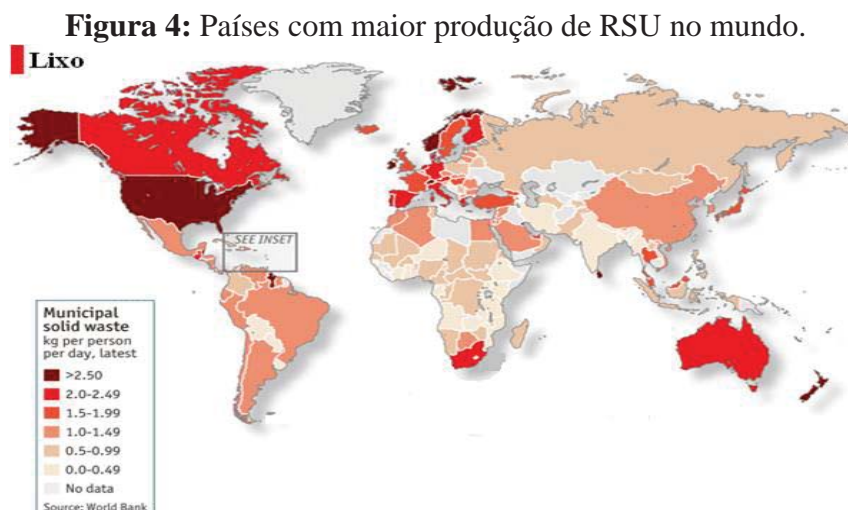 Figura 4: Países com maior produção de RSU no mundo.
Lixo
SEE INSET
Municipal
solid waste
kg per person
per day, latest
>2.50
2.0-2.49
1.5-1.99
1.0-1.49
0.5-0.99
0.0-0.49
No data
Source: World Bank